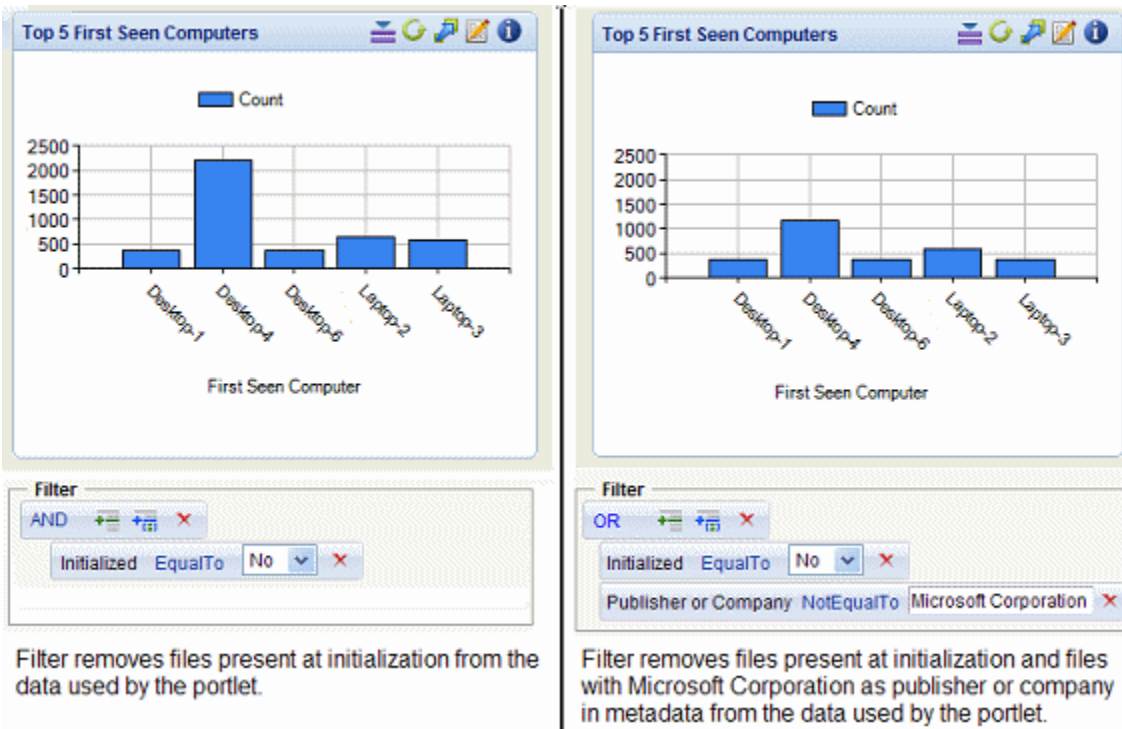 Top 5 First Seen Computers
Count
2500
2000
1500
1000
500
0
Desktop-1
Desktop-4
Desktop-6
Laptop-2
Laptop-3
First Seen Computer
Filter
AND
Initialized EqualTo No
Filter removes files present at initialization from the
data used by the portlet.
Top 5 First Seen Computers
Count
2500
2000
1500
1000
500
0
Desktop-1
Desktop-4
Desktop-6
Laptop-2
Laptop-3
First Seen Computer
Filter
OR
Initialized EqualTo No
Publisher or Company NotEqualTo Microsoft Corporation
Filter removes files present at initialization and files
with Microsoft Corporation as publisher or company
in metadata from the data used by the portlet.